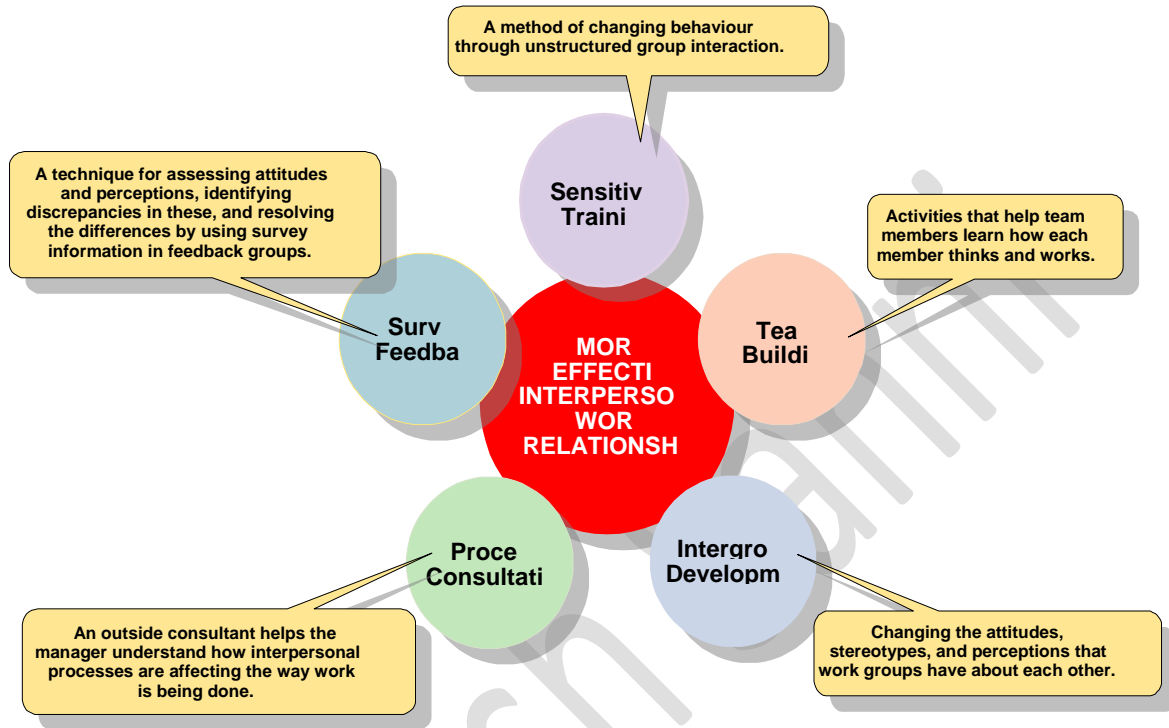 A method of changing behaviour
through unstructured group interaction.
Sensitiv
Traini
A technique for assessing attitudes
and perceptions, identifying
discrepancies in these, and resolving
the differences by using survey
information in feedback groups.
Surv
Feedba
Activities that help team
members learn how each
member thinks and works.
Tea
Buildi
MOR
EFFECTI
INTERPERSO
WOR
RELATIONSH
Proce
Consultati
Intergro
Developm
An outside consultant helps the
manager understand how interpersonal
processes are affecting the way work
is being done.
Changing the attitudes,
stereotypes, and perceptions that
work groups have about each other.